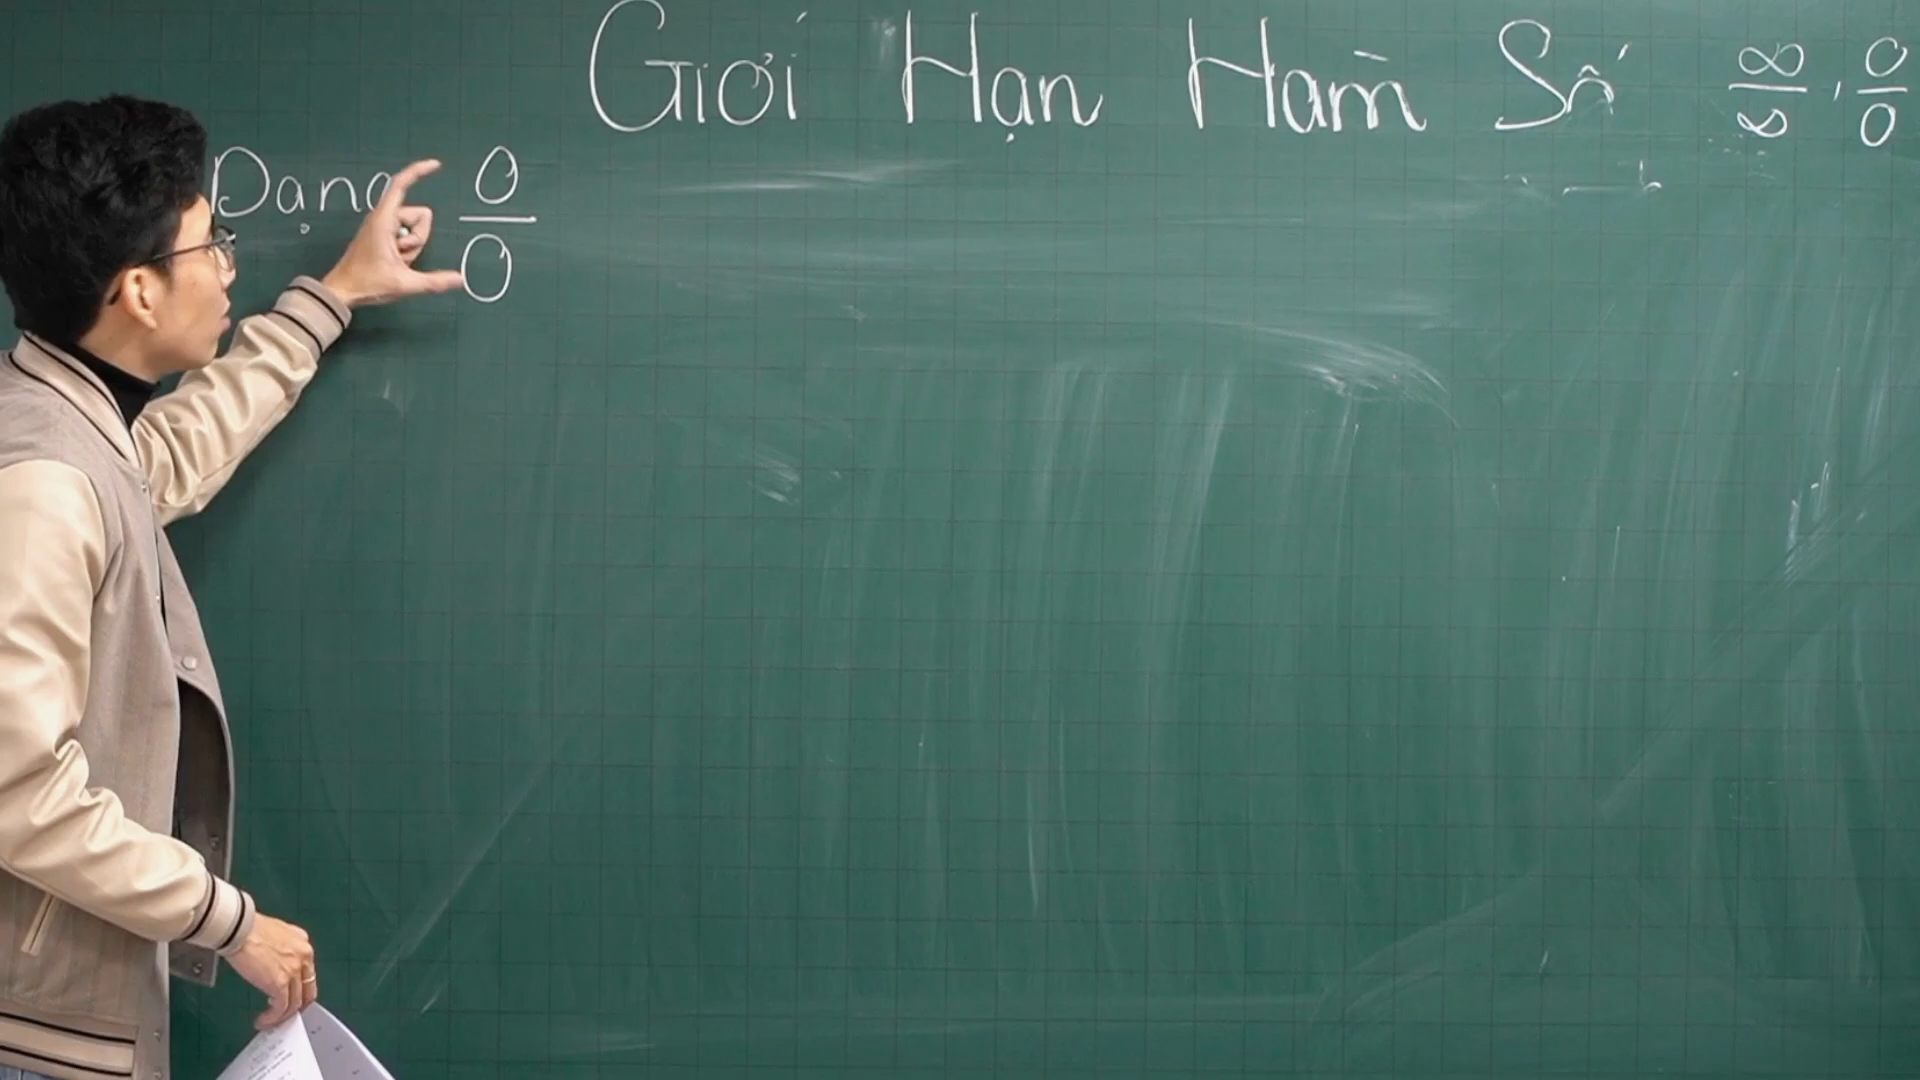 Giới Hạn Hàm Số ∞/∞, 0/0
Dạng 0/0